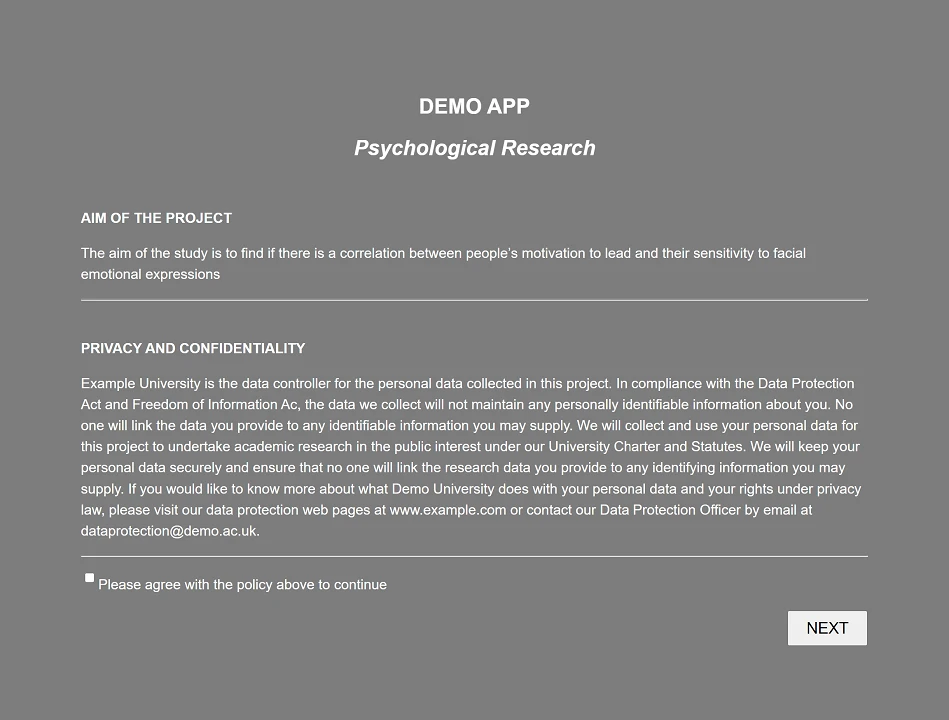 DEMO APP
Psychological Research
AIM OF THE PROJECT
The aim of the study is to find if there is a correlation between people's motivation to lead and their sensitivity to facial
emotional expressions
PRIVACY AND CONFIDENTIALITY
Example University is the data controller for the personal data collected in this project. In compliance with the Data Protection
Act and Freedom of Information Ac, the data we collect will not maintain any personally identifiable information about you. No
one will link the data you provide to any identifiable information you may supply. We will collect and use your personal data for
this project to undertake academic research in the public interest under our University Charter and Statutes. We will keep your
personal data securely and ensure that no one will link the research data you provide to any identifying information you may
supply. If you would like to know more about what Demo University does with your personal data and your rights under privacy
law, please visit our data protection web pages at www.example.com or contact our Data Protection Officer by email at
dataprotection@demo.ac.uk.
Please agree with the policy above to continue
NEXT